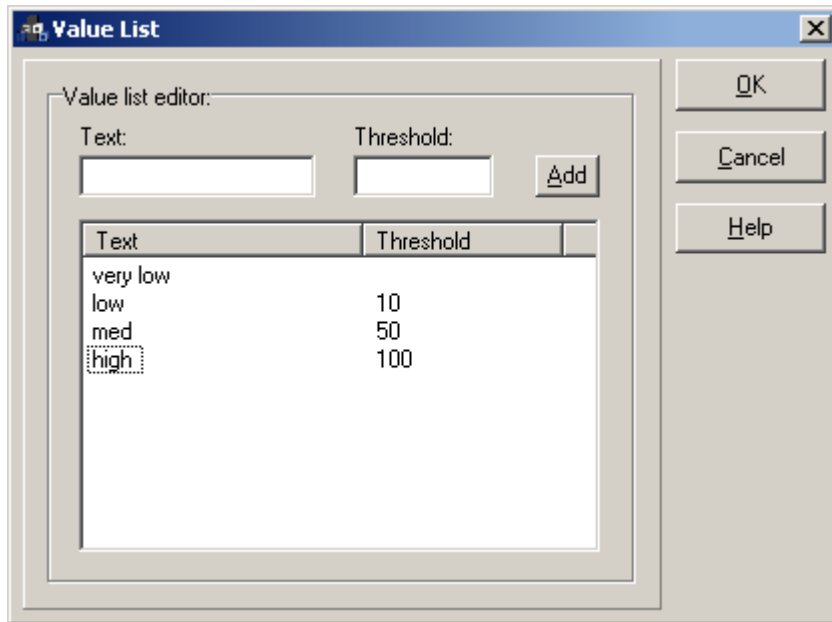 Value List
OK
Value list editor:
Text: Threshold:
Cancel
Add
Help
Text Threshold
very low
low 10
med 50
high 100